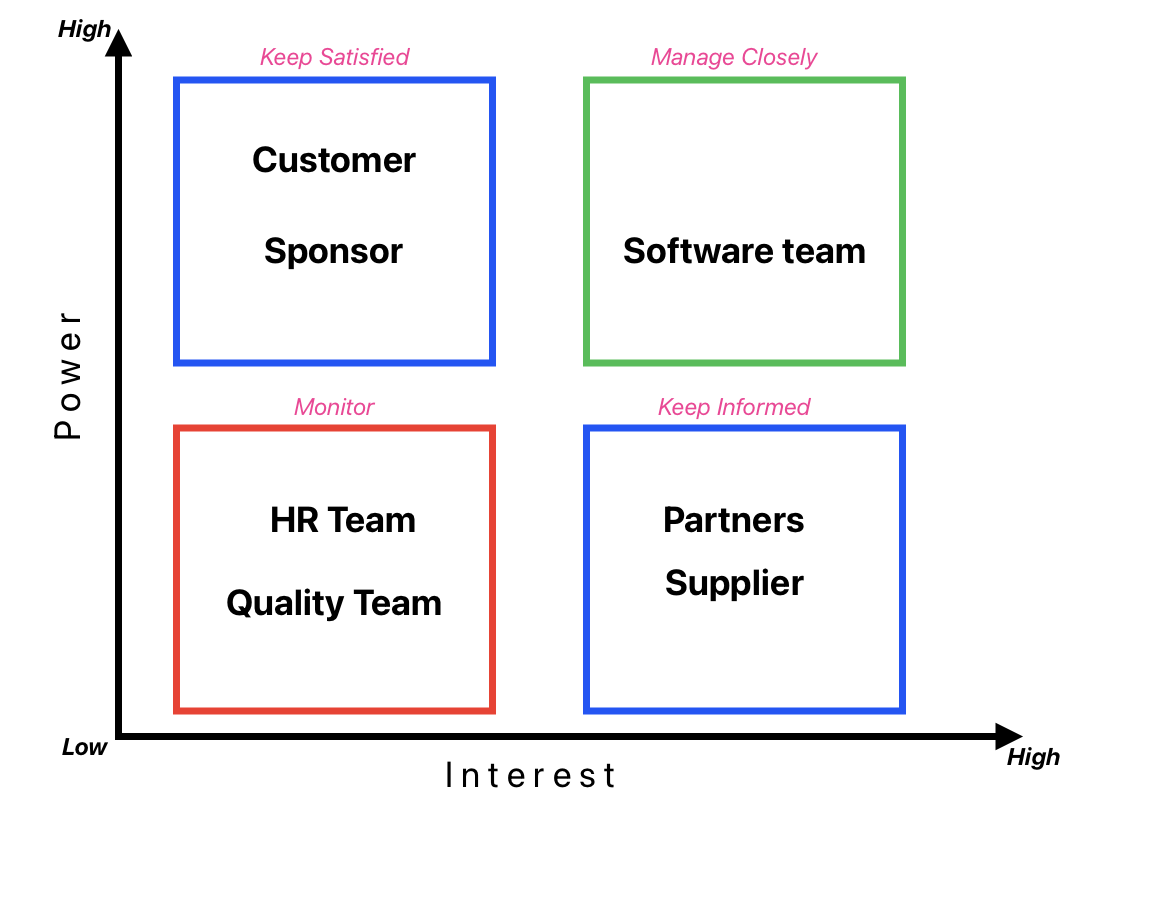 High
Keep Satisfied
Manage Closely
Customer
Sponsor
Software team
Power
Monitor
Keep Informed
HR Team
Quality Team
Partners
Supplier
Low
High
Interest